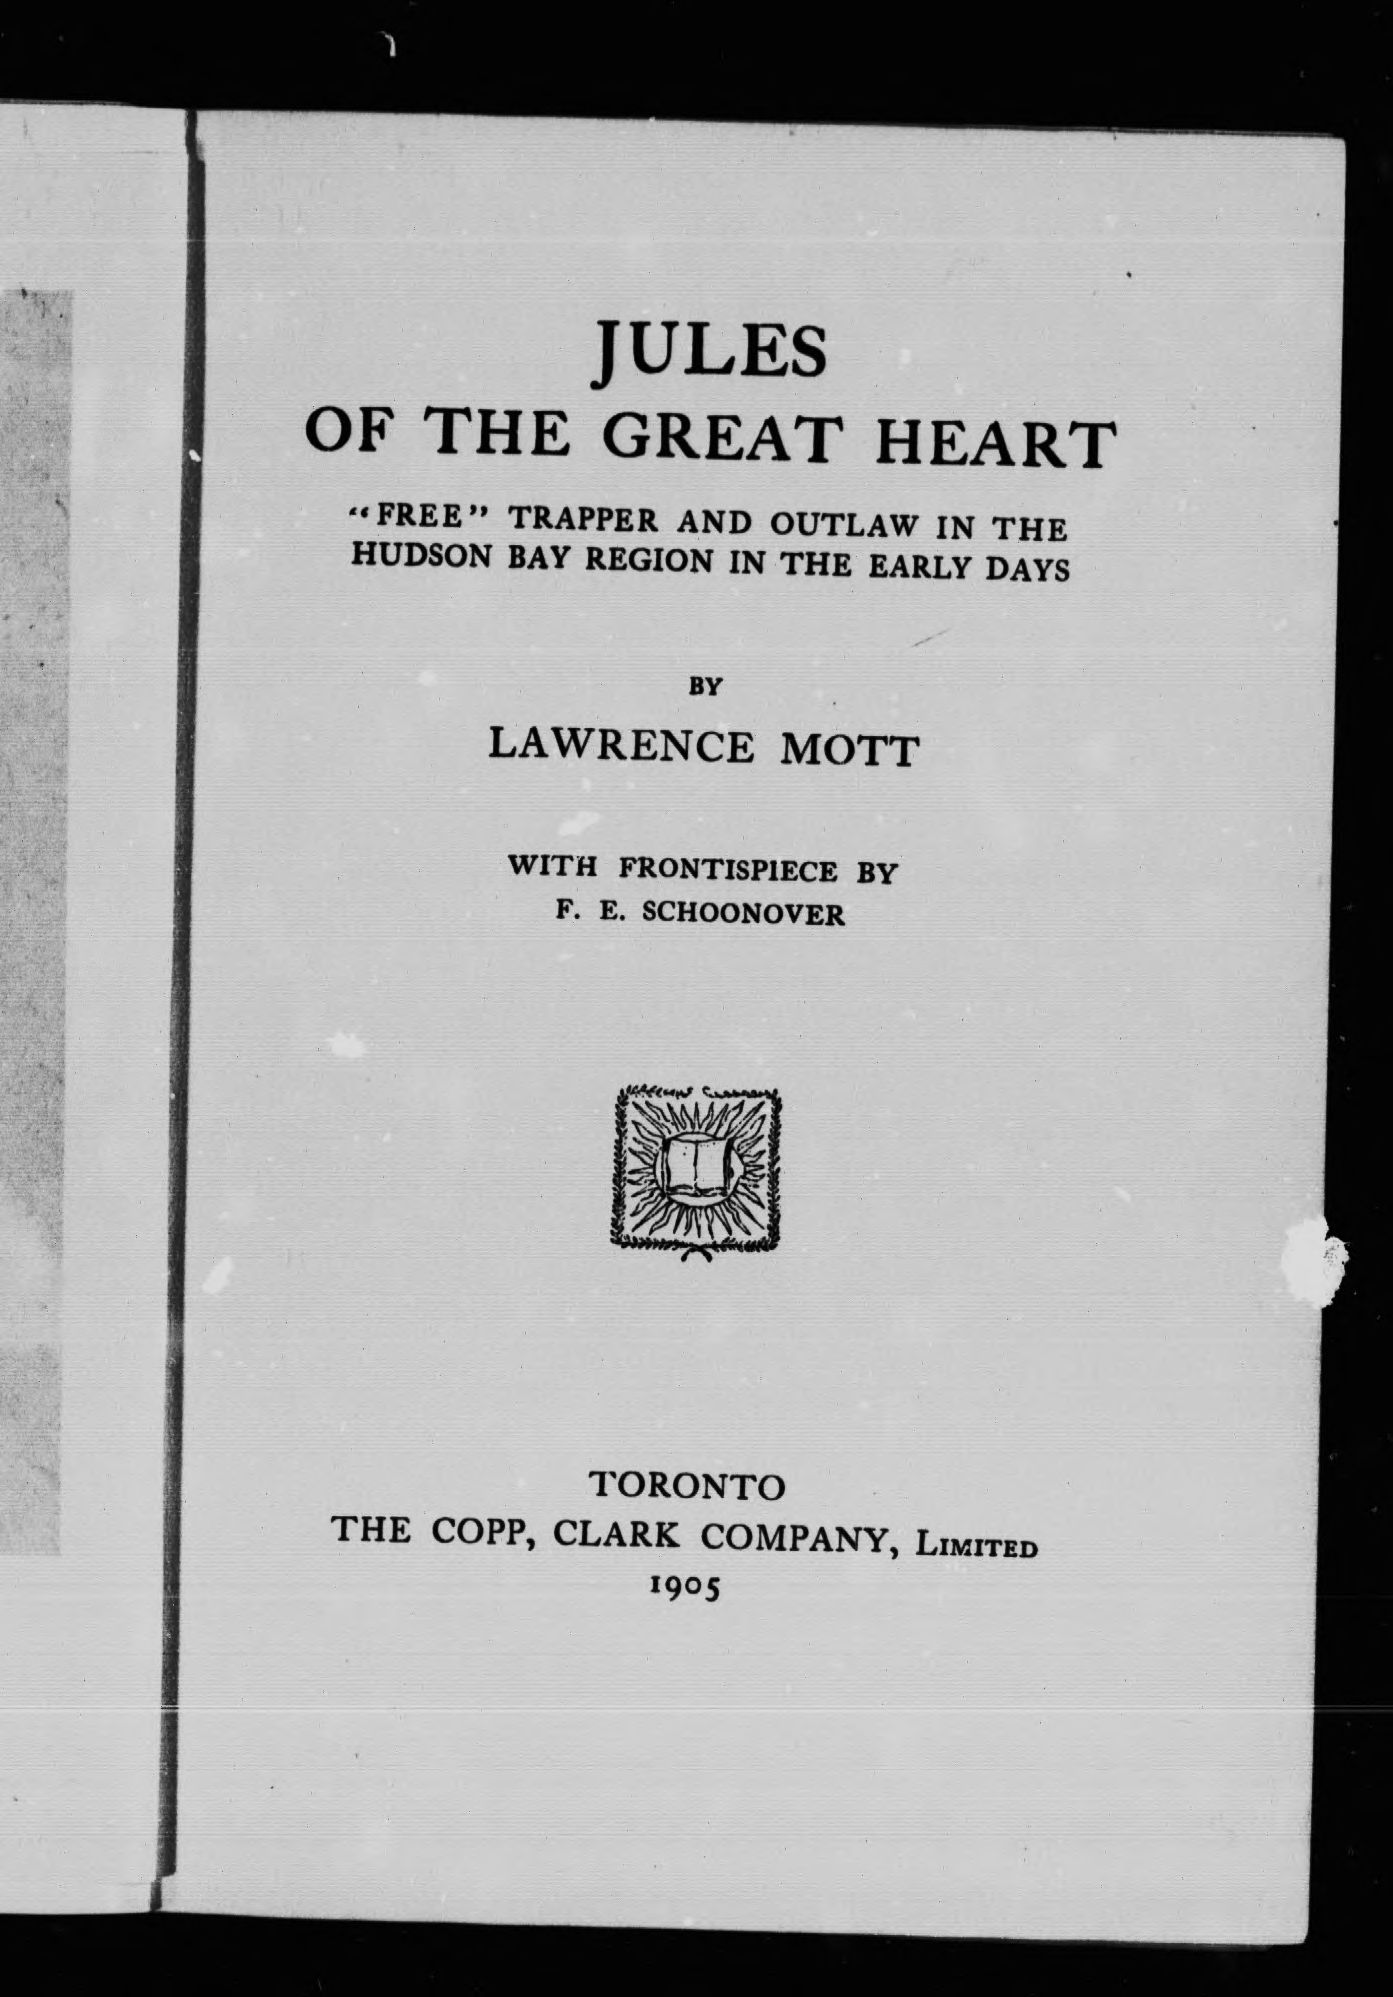 JULES
OF THE GREAT HEART
"FREE" TRAPPER AND OUTLAW IN THE
HUDSON BAY REGION IN THE EARLY DAYS
BY
LAWRENCE MOTT
WITH FRONTISPIECE BY
F. E. SCHOONOVER
TORONTO
THE COPP, CLARK COMPANY, LIMITED
1905